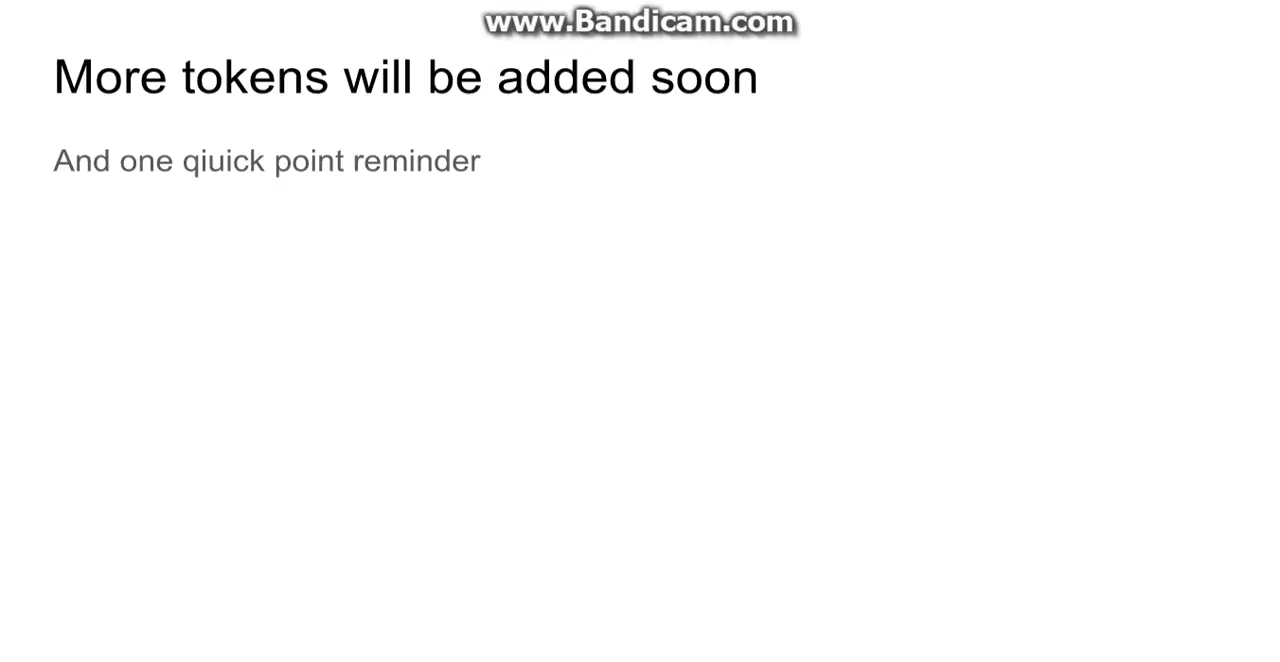 www.Bandicam.com
More tokens will be added soon
And one qiuick point reminder